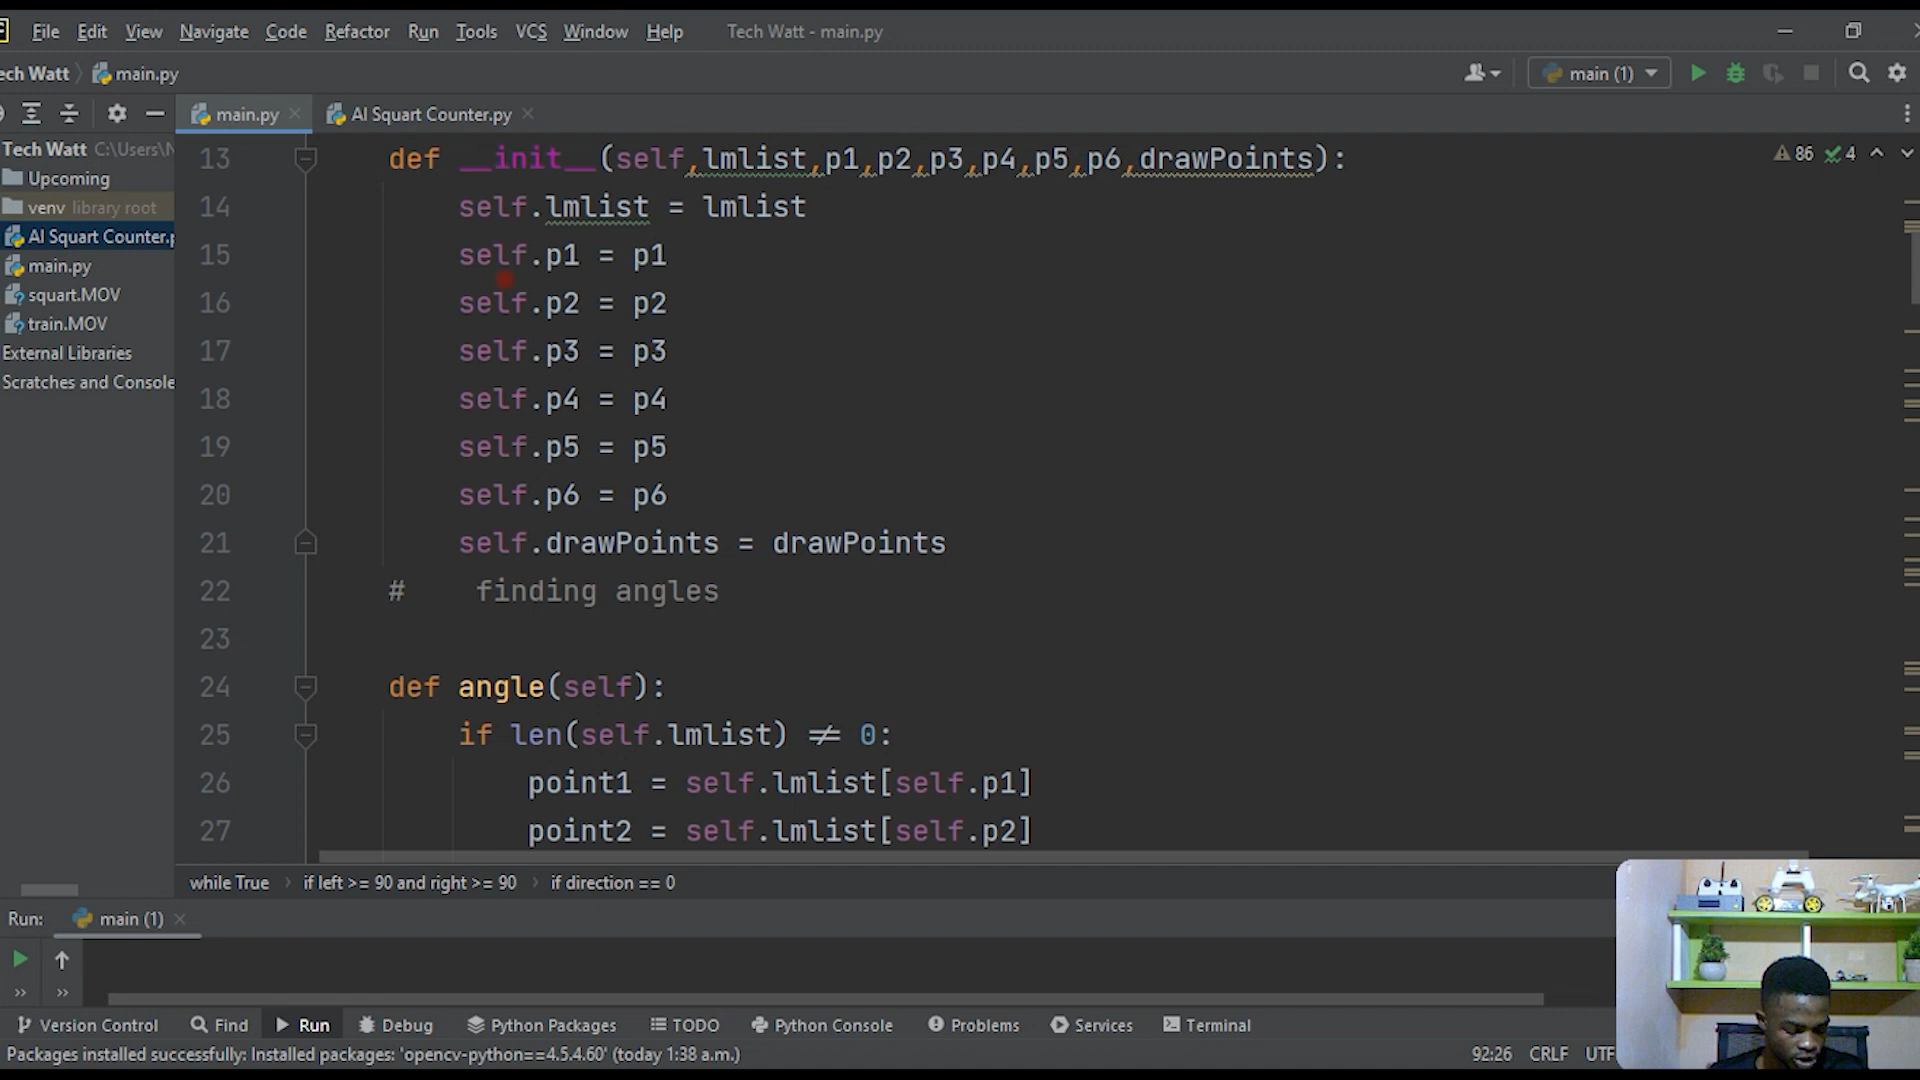 File Edit View Navigate Code Refactor Run Tools VCS Window Help Tech Watt - main.py
ech Watt main.py main (1)
main.py AI Squart Counter.py
Tech Watt C:\Users\N
Upcoming
venv library root
AI Squart Counter.p
main.py
squart.MOV
train.MOV
External Libraries
Scratches and Console
86 4
13 def __init__(self,lmlist,p1,p2,p3,p4,p5,p6,drawPoints):
14 self.lmlist = lmlist
15 self.p1 = p1
16 self.p2 = p2
17 self.p3 = p3
18 self.p4 = p4
19 self.p5 = p5
20 self.p6 = p6
21 self.drawPoints = drawPoints
22 # finding angles
23
24 def angle(self):
25 if len(self.lmlist) ≠ 0:
26 point1 = self.lmlist[self.p1]
27 point2 = self.lmlist[self.p2]
while True if left >= 90 and right >= 90 if direction == 0
Run: main (1)
Version Control Find Run Debug Python Packages TODO Python Console Problems Services Terminal
Packages installed successfully: Installed packages: 'opencv-python==4.5.4.60' (today 1:38 a.m.) 92:26 CRLF UTF